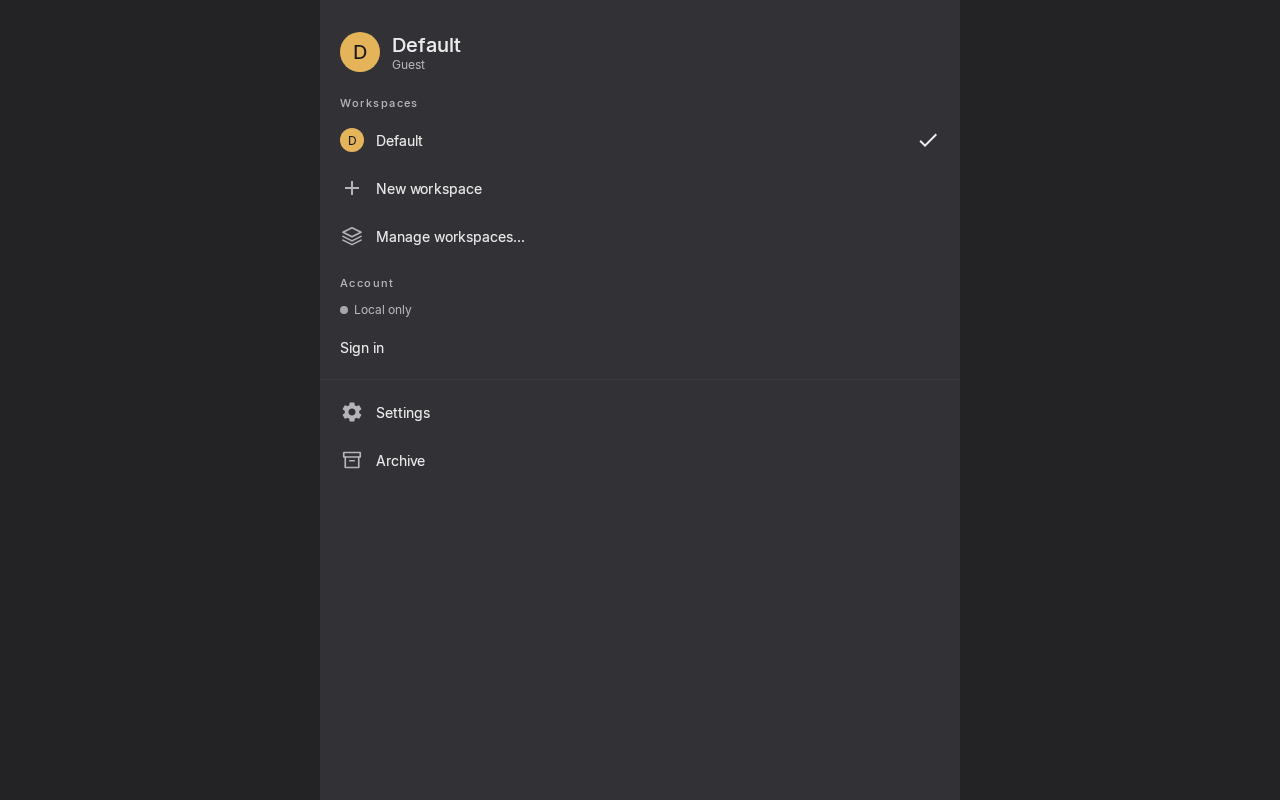 D
Default
Guest
Workspaces
D Default
New workspace
Manage workspaces...
Account
Local only
Sign in
Settings
Archive